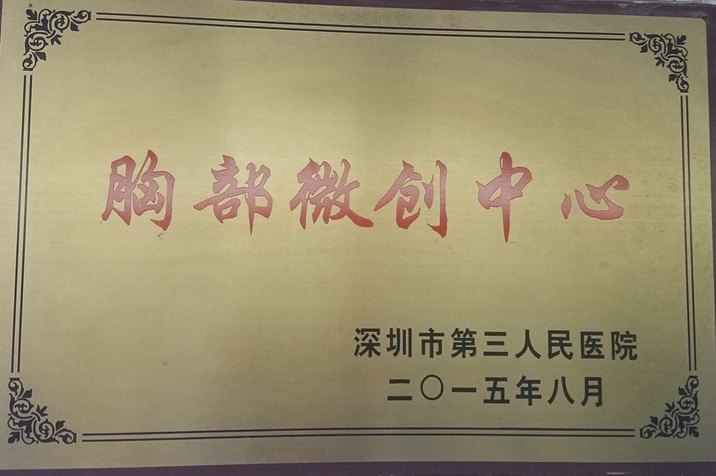 胸部微创中心
深圳市第三人民医院
二〇一五年八月